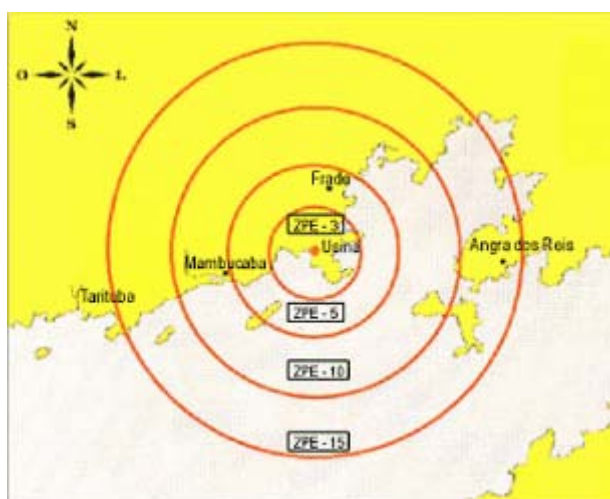 N
O L
S
Frade
ZPE - 3
Usina
Angra dos Reis
Mambucaba
Tarituba
ZPE - 5
ZPE - 10
ZPE - 15